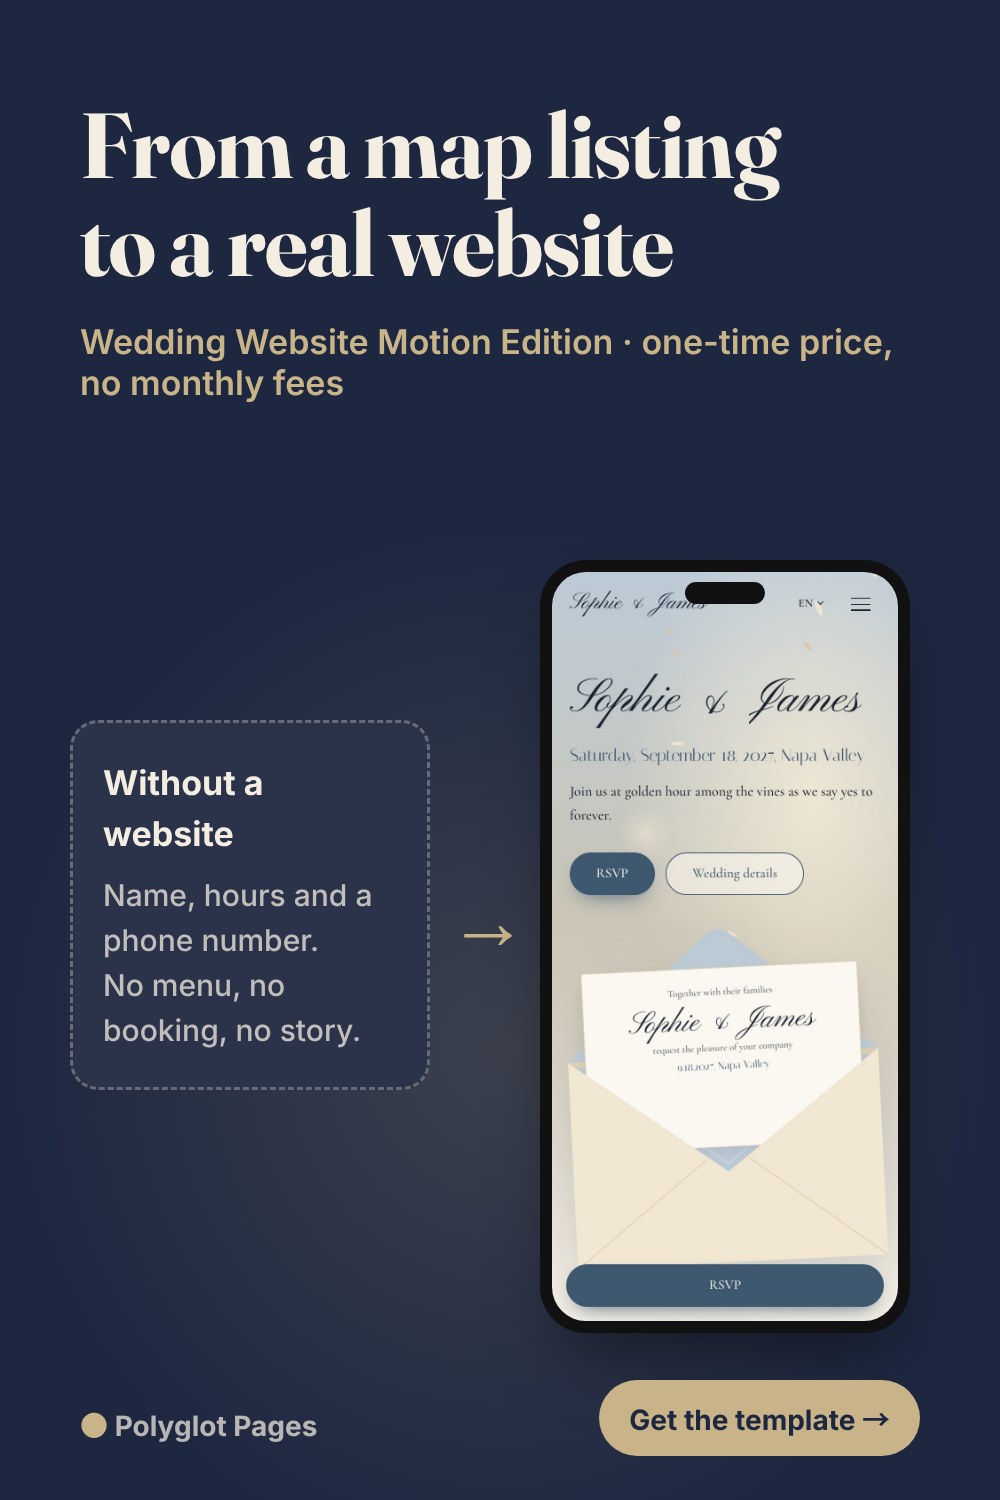 From a map listing
to a real website
Wedding Website Motion Edition · one-time price,
no monthly fees
Without a
website
Name, hours and a
phone number.
No menu, no
booking, no story.
→
Sophie & James
EN
Sophie & James
Saturday, September 18, 2027, Napa Valley
Join us at golden hour among the vines as we say yes to
forever.
RSVP
Wedding details
Together with their families
Sophie & James
request the pleasure of your company
9.18.2027, Napa Valley
RSVP
Polyglot Pages
Get the template →